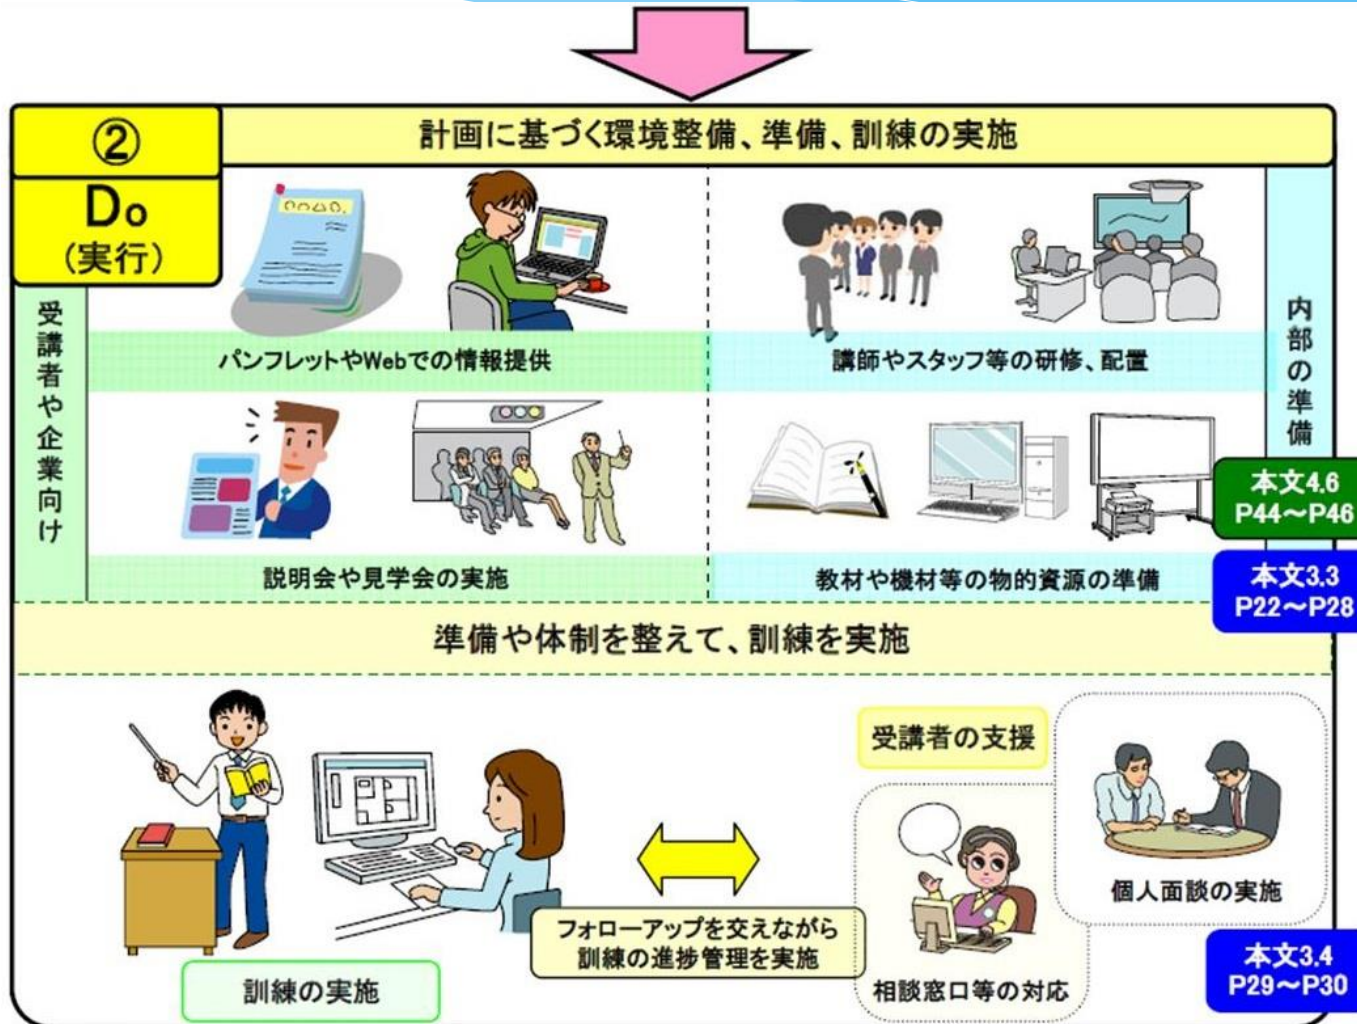 ②
計画に基づく環境整備、準備、訓練の実施
Do
(実行)
受講者や企業向け
パンフレットやWebでの情報提供
講師やスタッフ等の研修、配置
内部の準備
説明会や見学会の実施
教材や機材等の物的資源の準備
本文4.6
P44～P46
本文3.3
P22～P28
準備や体制を整えて、訓練を実施
受講者の支援
個人面談の実施
フォローアップを交えながら
訓練の進捗管理を実施
訓練の実施
相談窓口等の対応
本文3.4
P29～P30